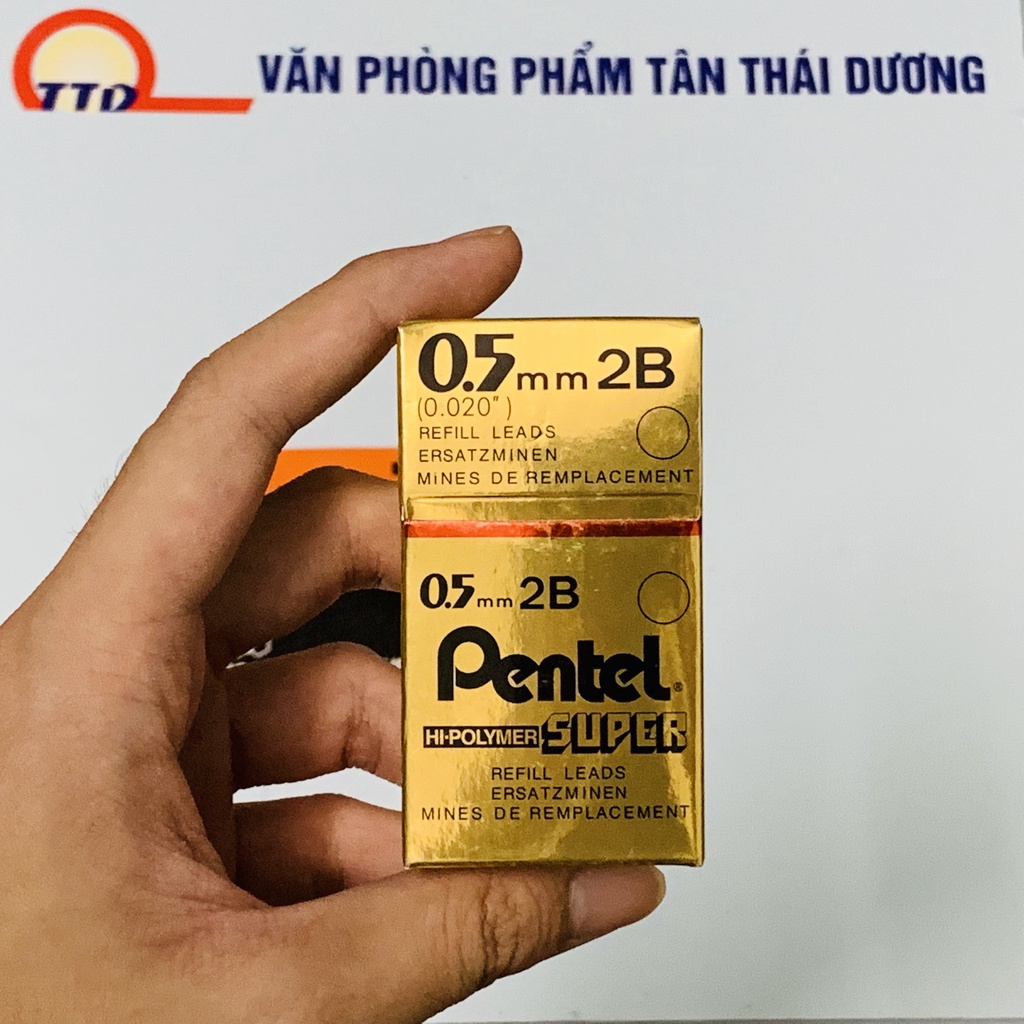 TTD
VĂN PHÒNG PHẨM TÂN THÁI DƯƠNG
0.5mm 2B
(0.020")
REFILL LEADS
ERSATZMINEN
MINES DE REMPLACEMENT
0.5mm 2B
Pentel®
HI-POLYMER SUPER
REFILL LEADS
ERSATZMINEN
MINES DE REMPLACEMENT